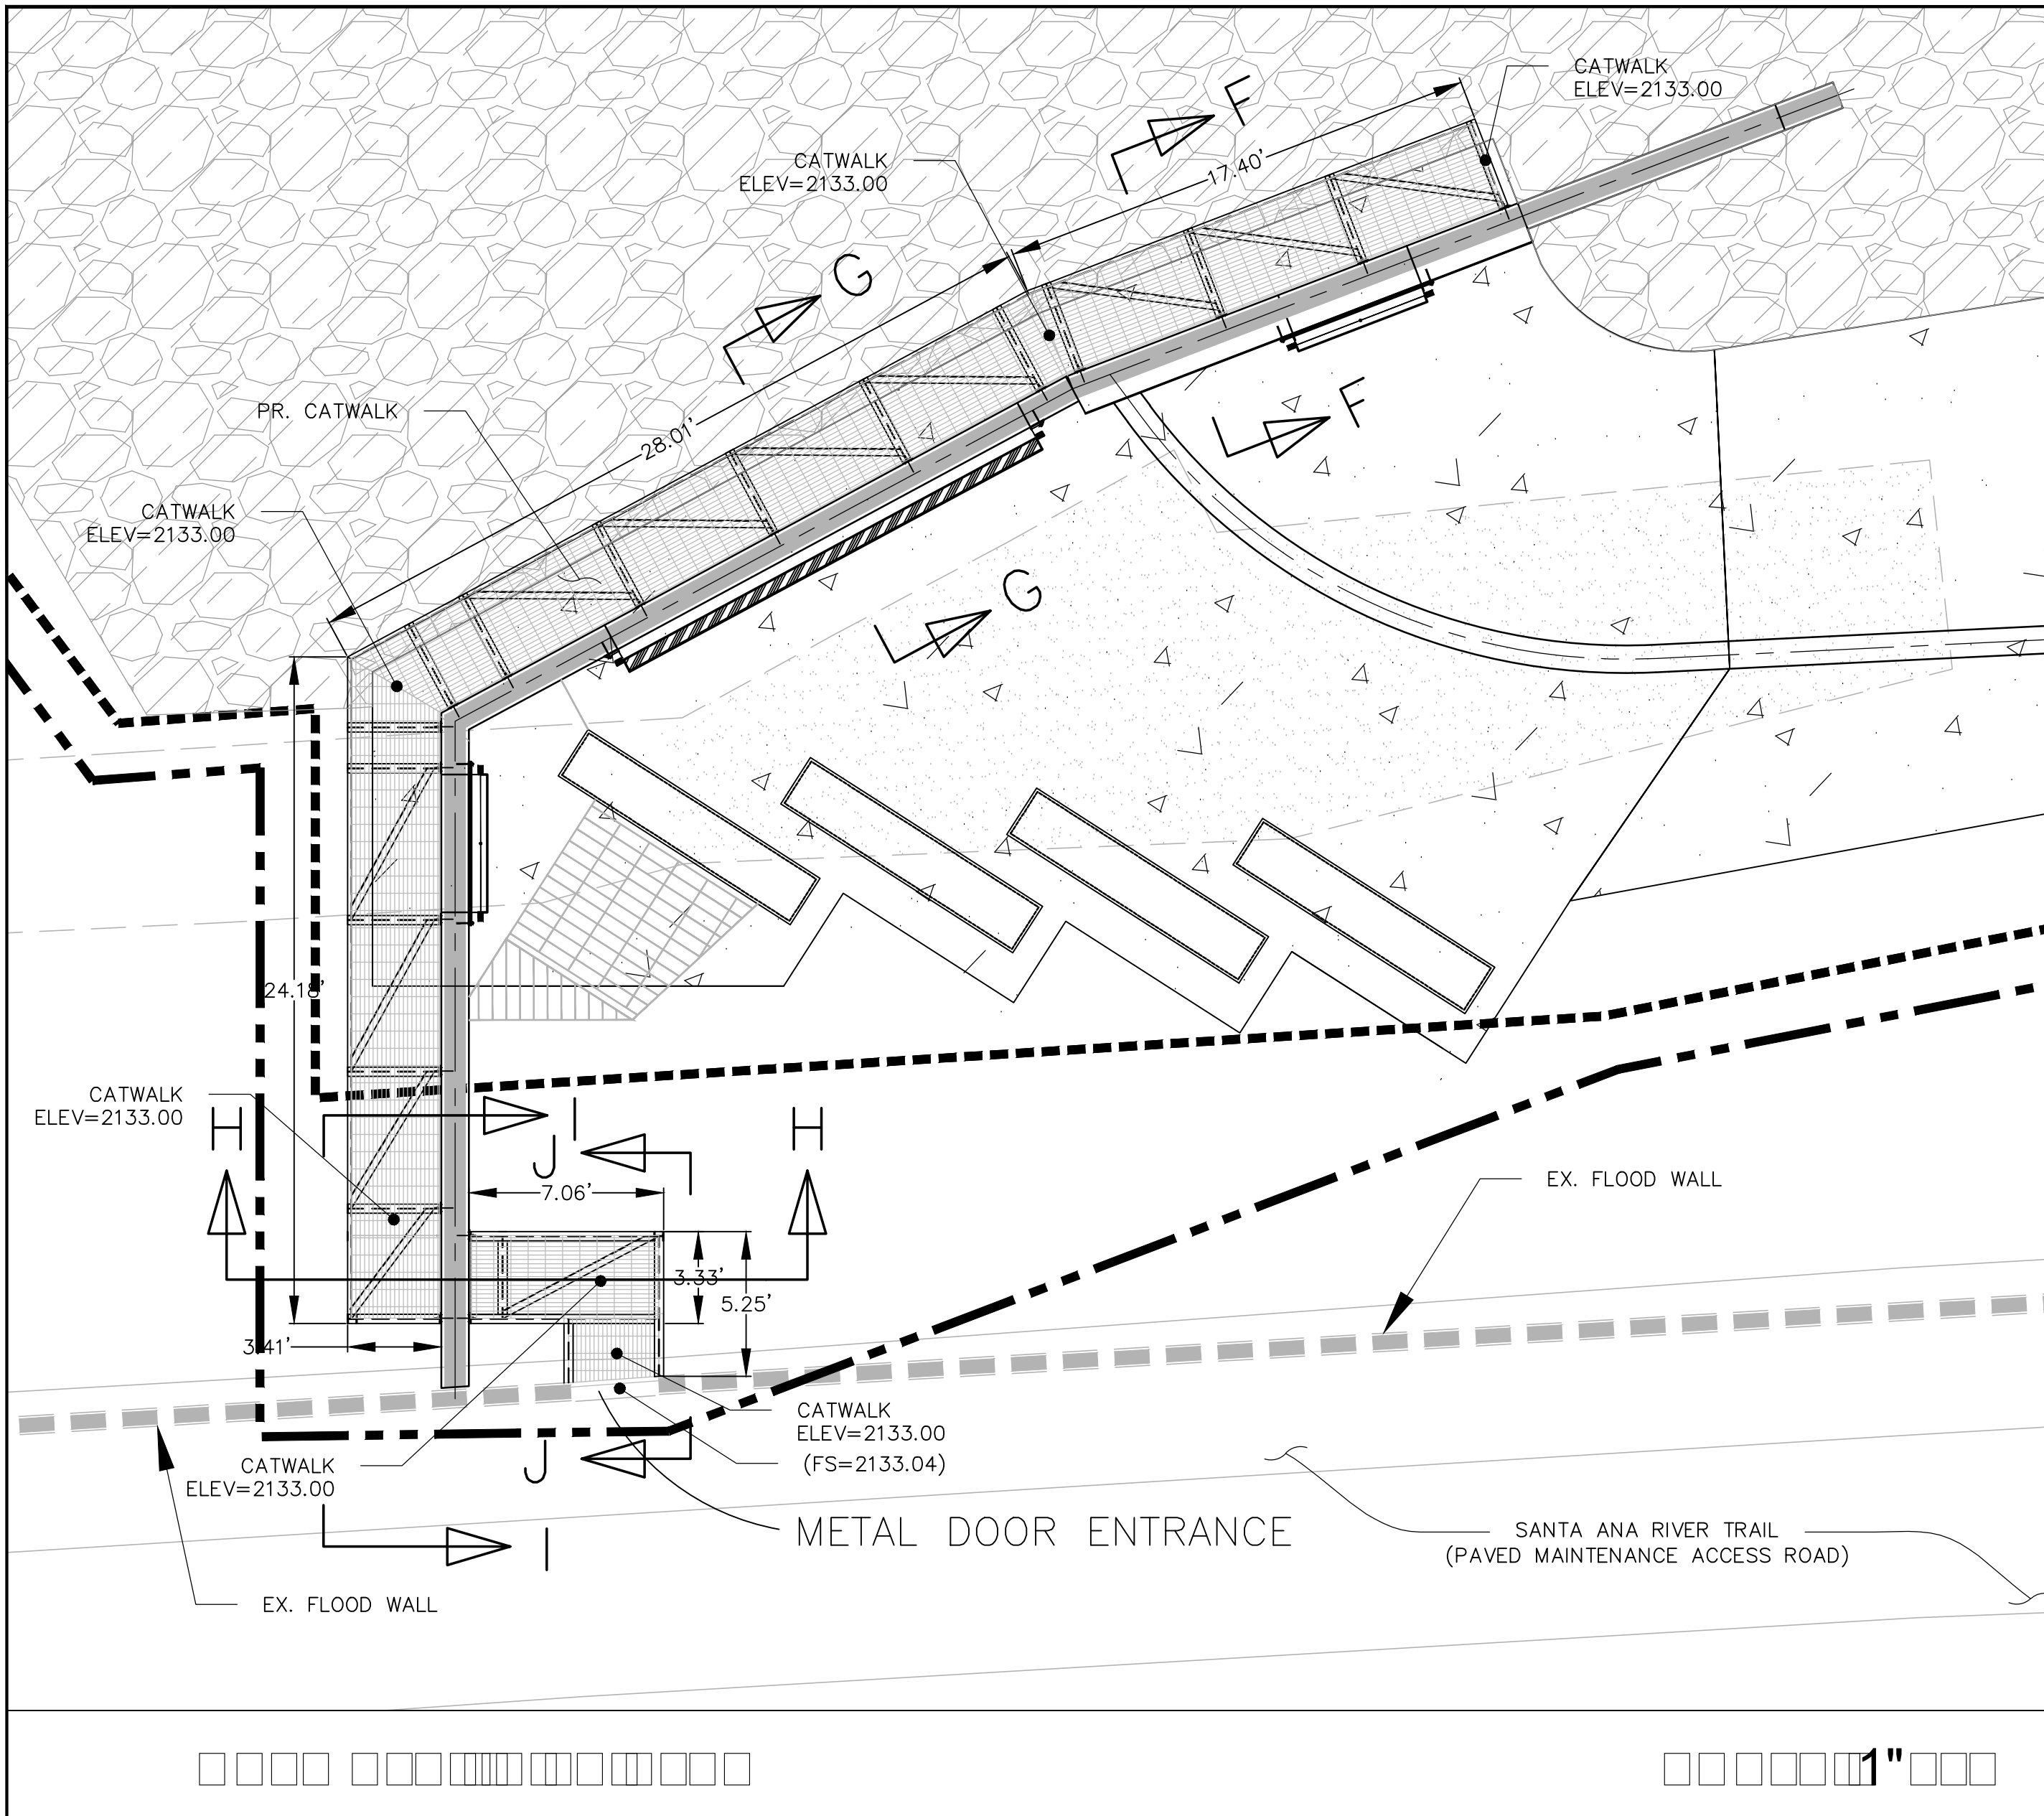 CATWALK
ELEV=2133.00
F
CATWALK
ELEV=2133.00
17.40'
G
PR. CATWALK
28.01'
F
CATWALK
ELEV=2133.00
G
24.18'
CATWALK
ELEV=2133.00
H
I
J
H
7.06'
EX. FLOOD WALL
3.33'
5.25'
3.41'
CATWALK
ELEV=2133.00
(FS=2133.04)
J
CATWALK
ELEV=2133.00
METAL DOOR ENTRANCE
I
SANTA ANA RIVER TRAIL
(PAVED MAINTENANCE ACCESS ROAD)
EX. FLOOD WALL
1"